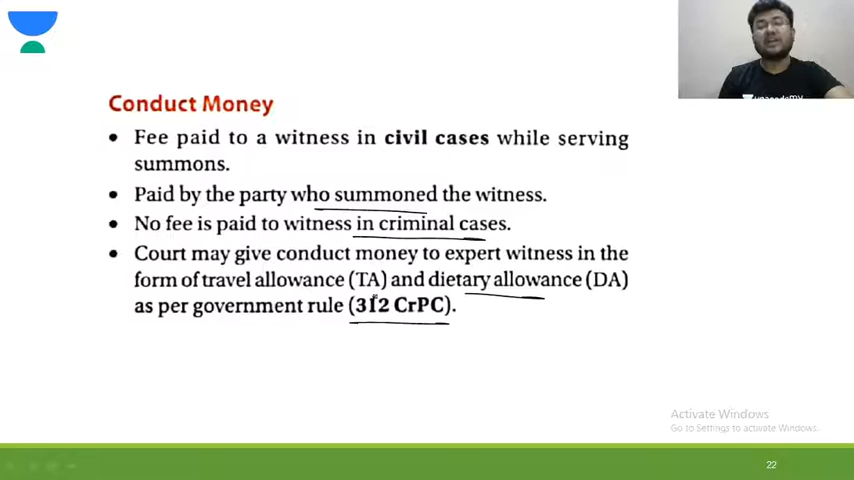 Conduct Money
• Fee paid to a witness in civil cases while serving
summons.
• Paid by the party who summoned the witness.
• No fee is paid to witness in criminal cases.
• Court may give conduct money to expert witness in the
form of travel allowance (TA) and dietary allowance (DA)
as per government rule (312 CrPC).
unacademy
Activate Windows
Go to Settings to activate Windows.
22